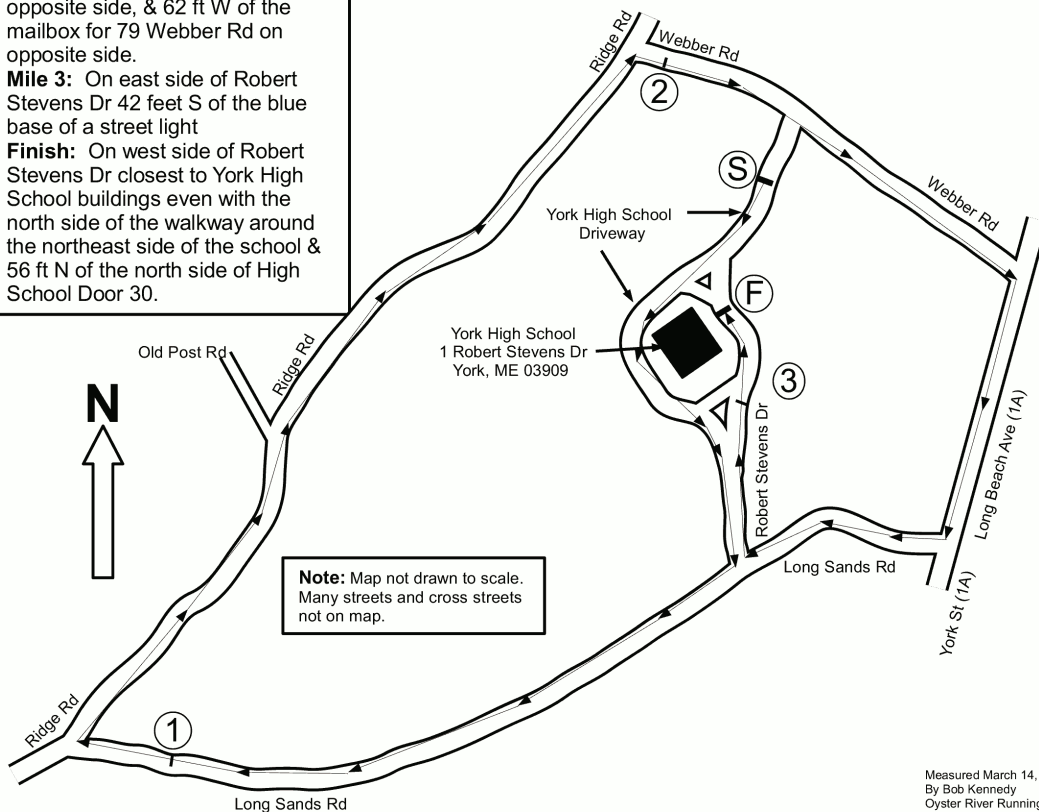 opposite side, & 62 ft W of the
mailbox for 79 Webber Rd on
opposite side.
Mile 3: On east side of Robert
Stevens Dr 42 feet S of the blue
base of a street light
Finish: On west side of Robert
Stevens Dr closest to York High
School buildings even with the
north side of the walkway around
the northeast side of the school &
56 ft N of the north side of High
School Door 30.
Ridge Rd
Webber Rd
2
S
Webber Rd
York High School
Driveway
F
York High School
1 Robert Stevens Dr
York, ME 03909
Old Post Rd
Ridge Rd
3
N
Robert Stevens Dr
Long Beach Ave (1A)
Long Sands Rd
York St (1A)
Note: Map not drawn to scale.
Many streets and cross streets
not on map.
Ridge Rd
1
Long Sands Rd
Measured March 14,
By Bob Kennedy
Oyster River Running